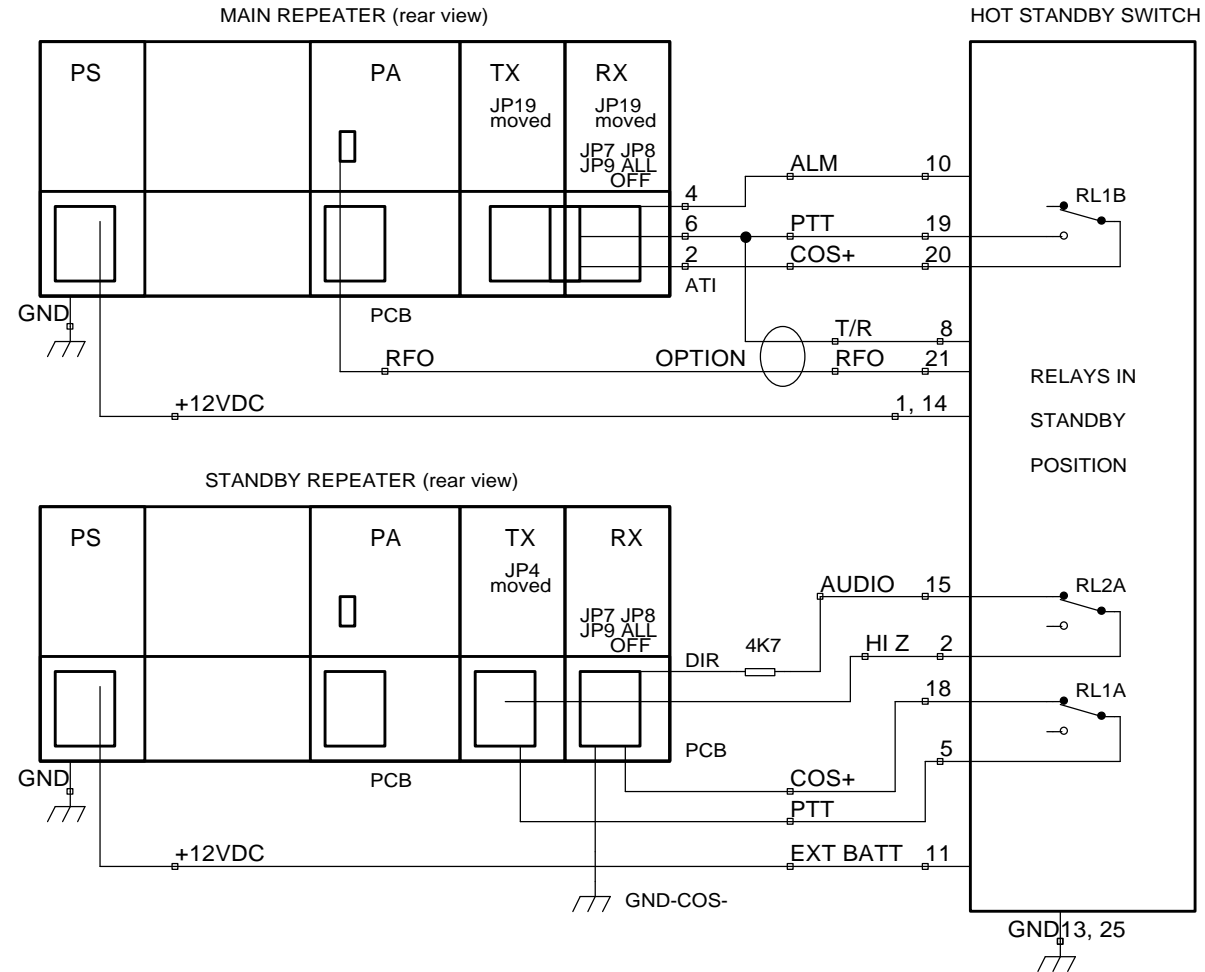 MAIN REPEATER (rear view)
HOT STANDBY SWITCH
PS
PA
TX
RX
JP19
moved
JP19
moved
JP7 JP8
JP9 ALL
OFF
4
6
2
ATI
ALM
10
PTT
19
COS+
20
RL1B
GND
PCB
RFO
OPTION
T/R
8
RFO
21
+12VDC
1, 14
RELAYS IN
STANDBY
POSITION
STANDBY REPEATER (rear view)
PS
PA
TX
RX
JP4
moved
JP7 JP8
JP9 ALL
OFF
DIR
4K7
AUDIO
15
RL2A
HI Z
2
18
RL1A
5
PCB
GND
PCB
COS+
PTT
+12VDC
EXT BATT
11
GND-COS-
GND13, 25